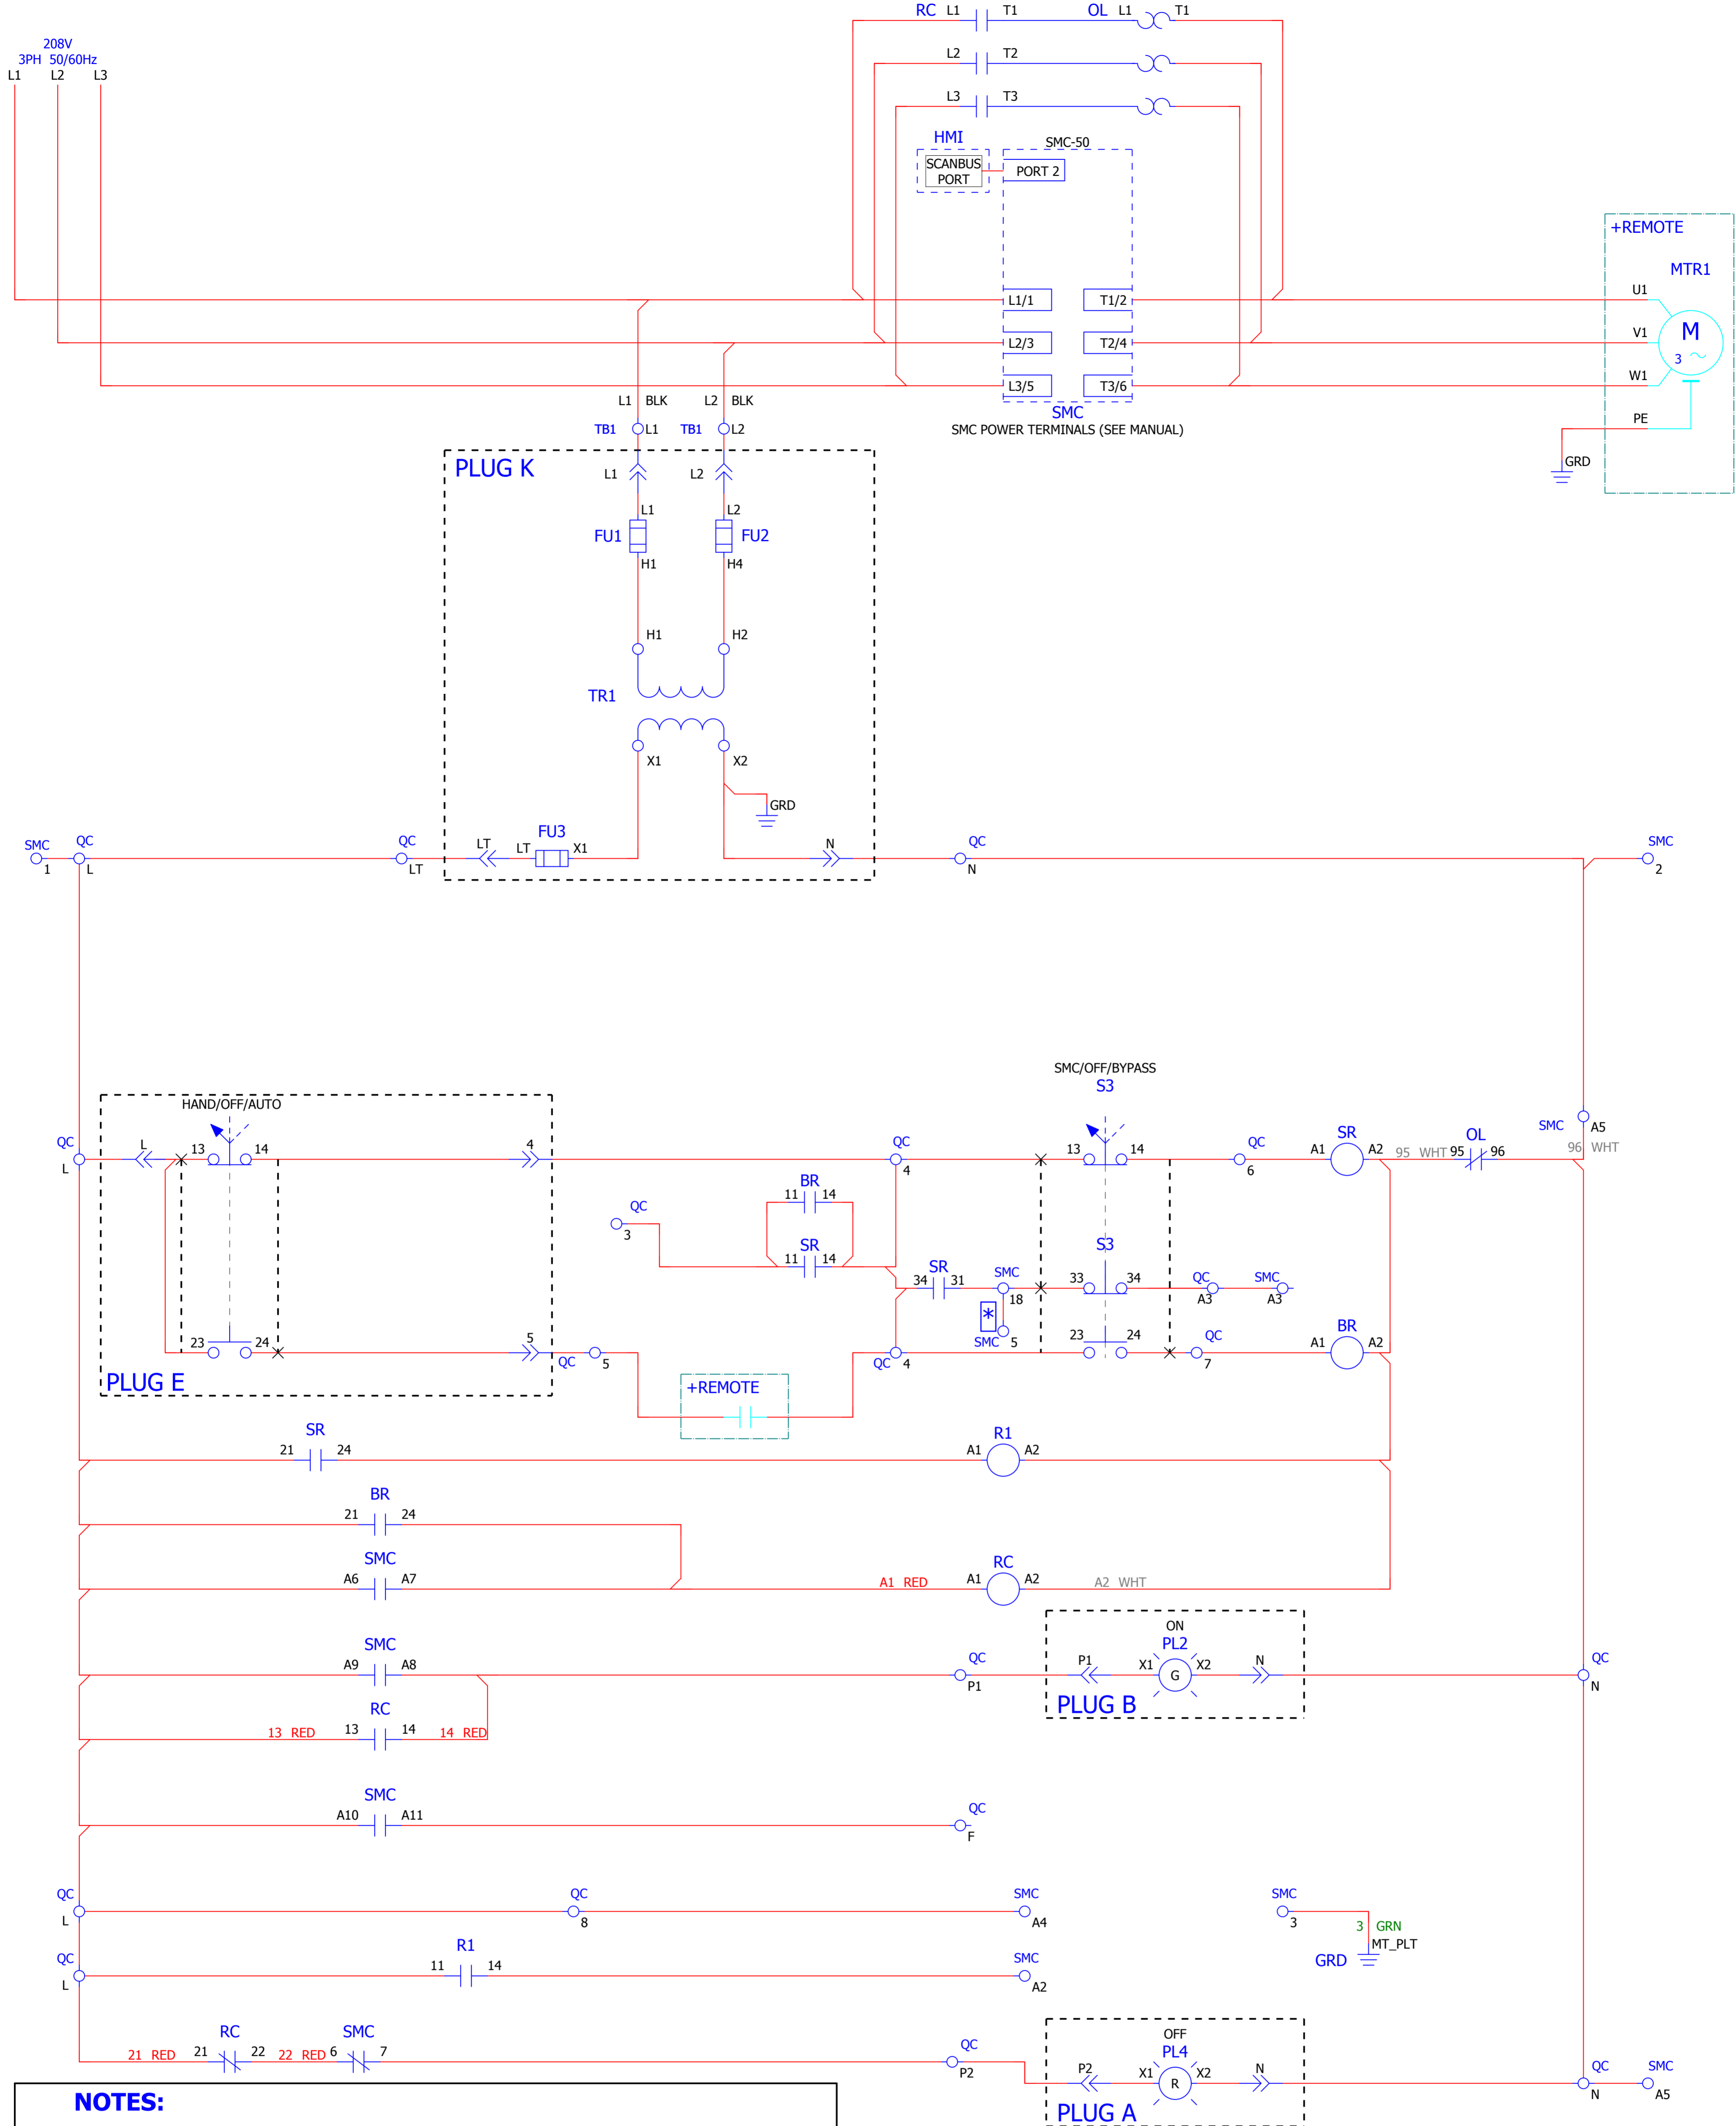 RC L1 T1 OL L1 T1
208V
3PH 50/60Hz
L1 L2 L3
L2 T2
L3 T3
HMI
SMC-50
SCANBUS
PORT
PORT 2
+REMOTE
MTR1
L1/1 T1/2 U1
L2/3 T2/4 V1
M
3
L3/5 T3/6 W1
L1 BLK L2 BLK
SMC
PE
TB1 L1 TB1 L2
SMC POWER TERMINALS (SEE MANUAL)
GRD
PLUG K
L1 L2
L1 L2
FU1 FU2
H1 H4
H1 H2
TR1
X1 X2
GRD
SMC QC QC FU3 QC SMC
LT LT X1 N
1 L LT N 2
SMC/OFF/BYPASS
S3
HAND/OFF/AUTO
SMC A5
QC L 13 14 4 QC 13 14 QC SR OL
A1 A2 95 WHT 95 96 96 WHT
L 4 6
BR
11 14
QC
3
SR
11 14
S3
SR
34 31 SMC 33 34 QC SMC
18 A3 A3
*
SMC 5
23 24 5 QC 5 QC 4 23 24 QC 7 BR
A1 A2
PLUG E
+REMOTE
SR
21 24
R1
A1 A2
BR
21 24
SMC
A6 A7
RC
A1 RED A1 A2 A2 WHT
ON
SMC
A9 A8
QC
P1
PL2
P1 X1 G X2 N
QC
N
PLUG B
RC
13 RED 13 14 14 RED
SMC
A10 A11
QC
F
QC
L
QC
8
SMC
A4
SMC
3
3 GRN
MT_PLT
GRD
QC
L
R1
11 14
SMC
A2
RC
21 RED 21 22
SMC
22 RED 6 7
QC
P2
OFF
PL4
P2 X1 R X2 N
QC
N
SMC
A5
PLUG A
NOTES: